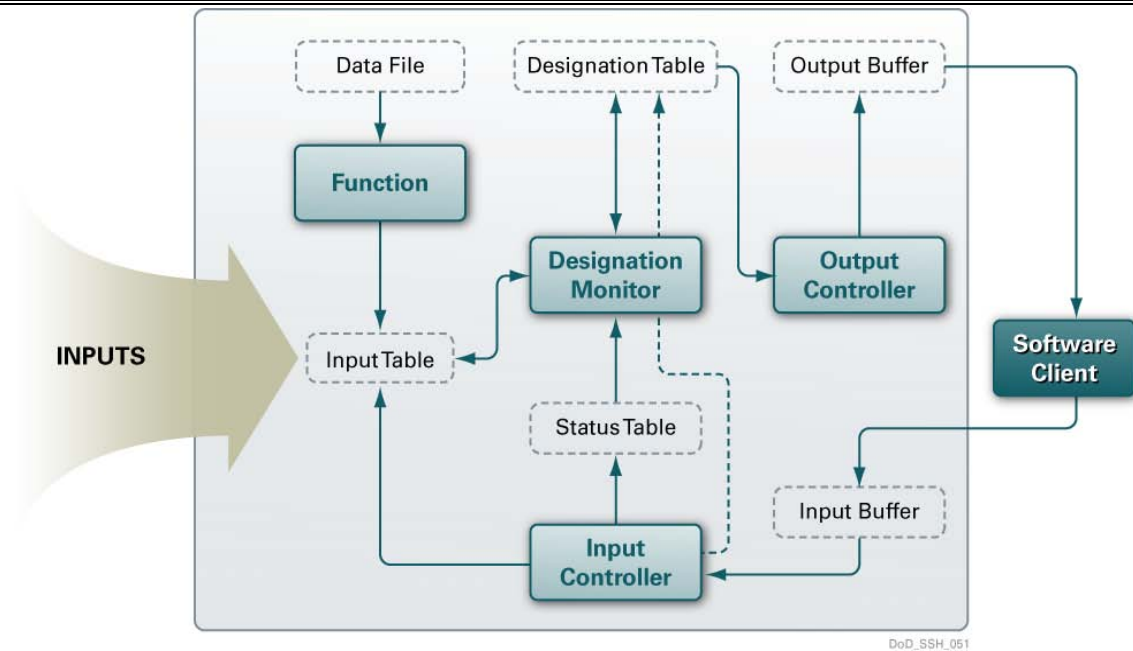 Data File
Designation Table
Output Buffer
Function
Designation
Monitor
Output
Controller
INPUTS
Input Table
Software
Client
Status Table
Input Buffer
Input
Controller
DoD_SSH_051